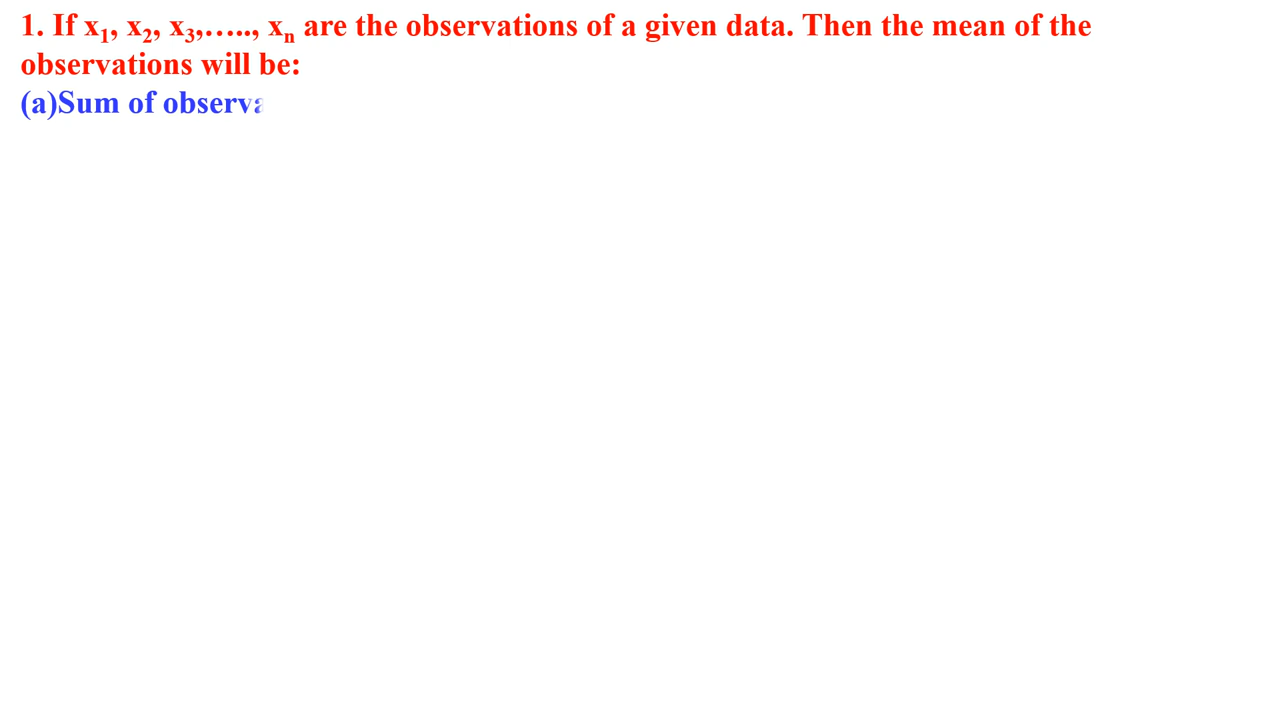 1. If x₁, x₂, x₃,….., xₙ are the observations of a given data. Then the mean of the
observations will be:
(a)Sum of observa